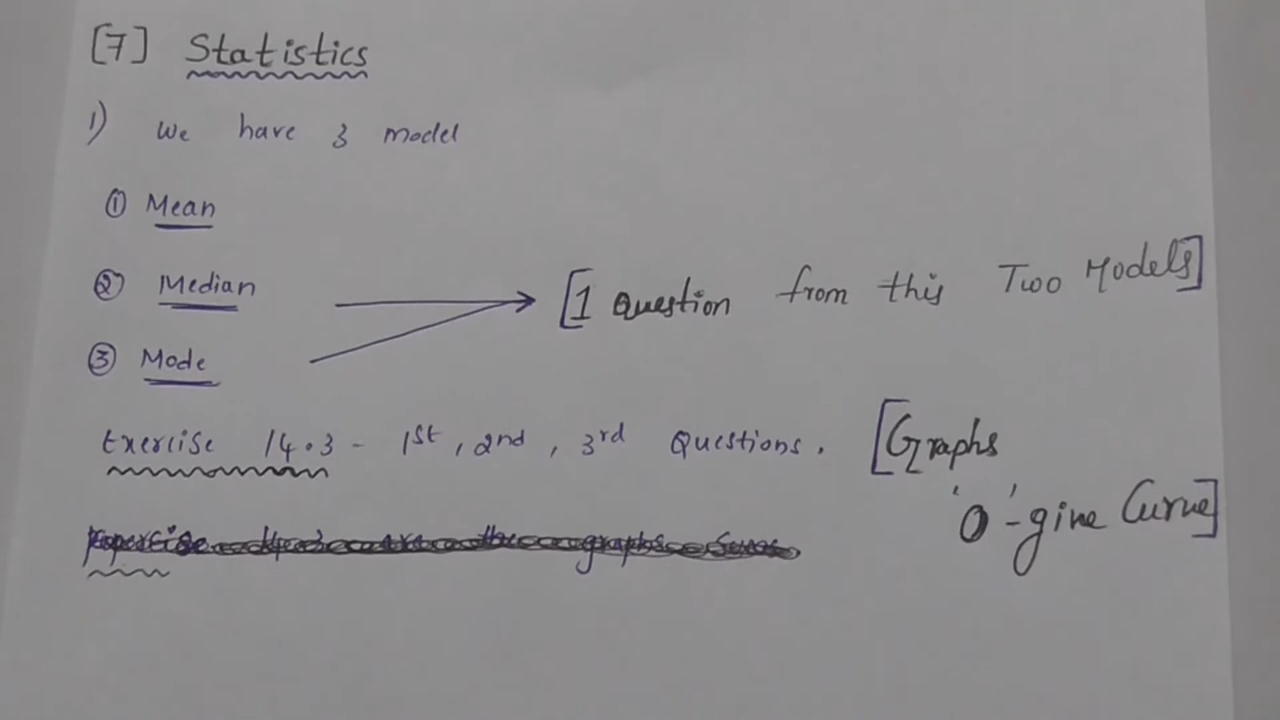 [7] Statistics
1) We have 3 model
① Mean
② Median
[1 Question from this Two Models]
③ Mode
Exercise 14.3 - 1st, 2nd, 3rd Questions.
[Graphs
'O'-give Curve]